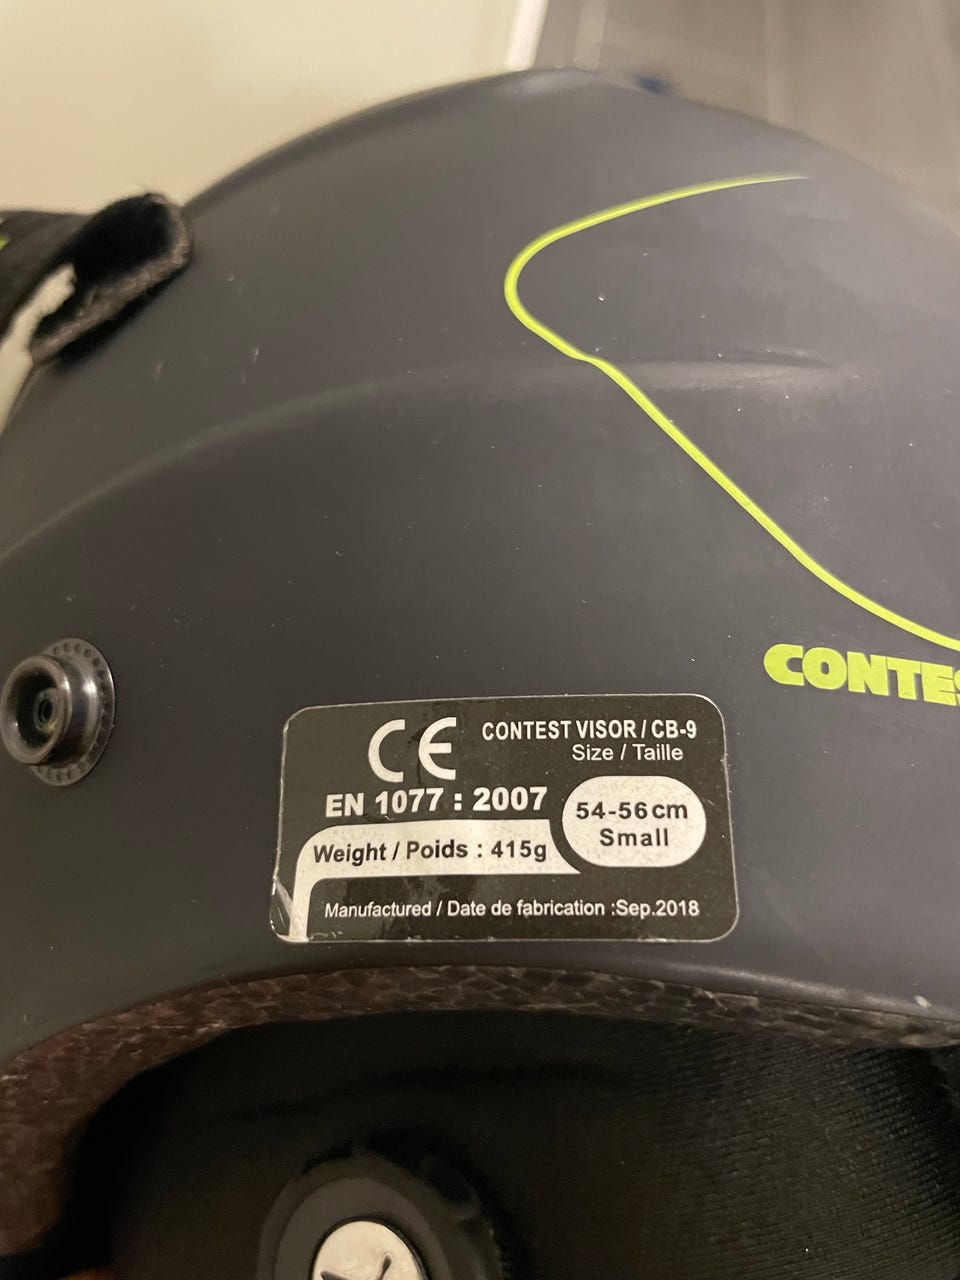 CONTES
CE
CONTEST VISOR / CB-9
Size / Taille
EN 1077 : 2007
54-56cm
Small
Weight / Poids : 415g
Manufactured / Date de fabrication :Sep.2018